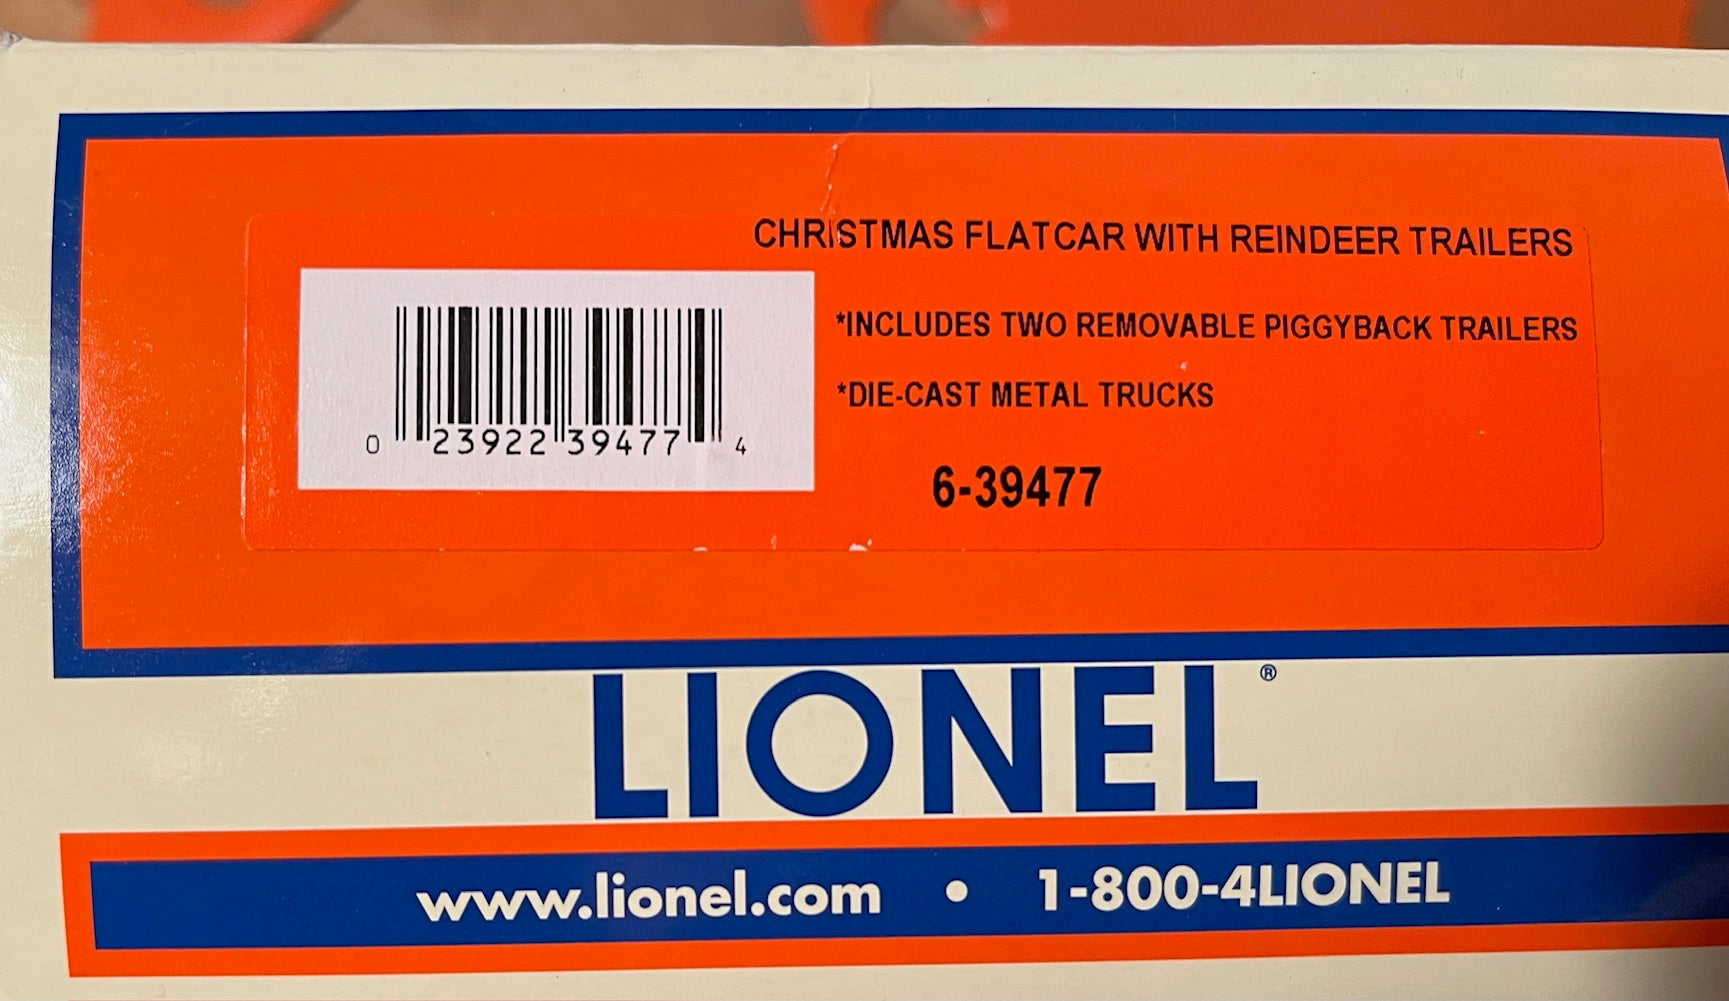 CHRISTMAS FLATCAR WITH REINDEER TRAILERS
*INCLUDES TWO REMOVABLE PIGGYBACK TRAILERS
*DIE-CAST METAL TRUCKS
6-39477
0 23922 39477 4
LIONEL®
www.lionel.com • 1-800-4LIONEL